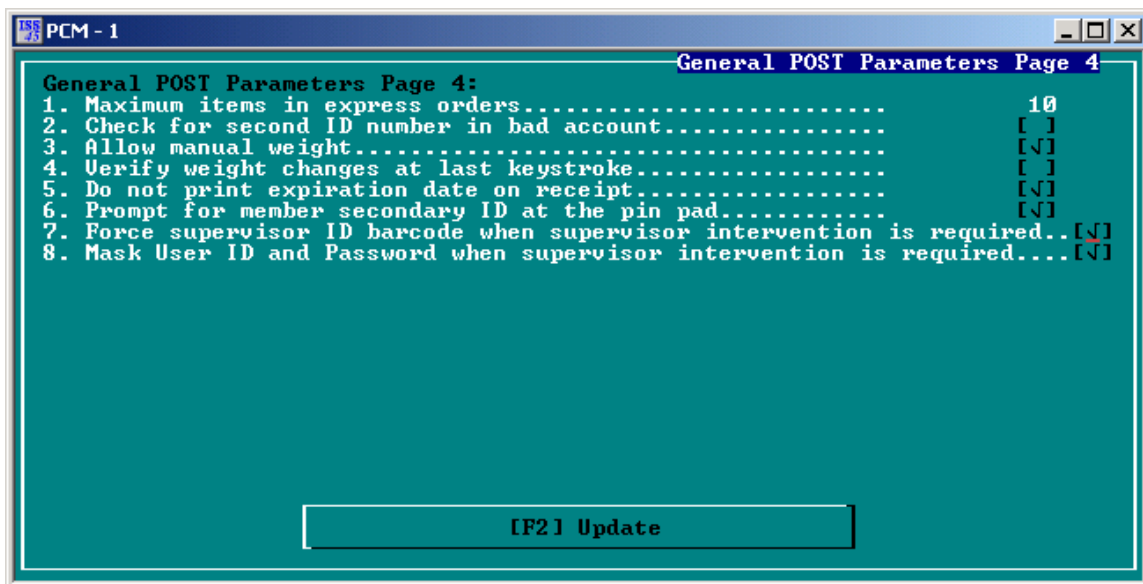 ISS 45 PCM - 1
General POST Parameters Page 4
General POST Parameters Page 4:
1. Maximum items in express orders.......................... 10
2. Check for second ID number in bad account................ [ ]
3. Allow manual weight...................................... [√]
4. Verify weight changes at last keystroke.................. [ ]
5. Do not print expiration date on receipt.................. [√]
6. Prompt for member secondary ID at the pin pad............ [√]
7. Force supervisor ID barcode when supervisor intervention is required..[√]
8. Mask User ID and Password when supervisor intervention is required....[√]
[F2] Update